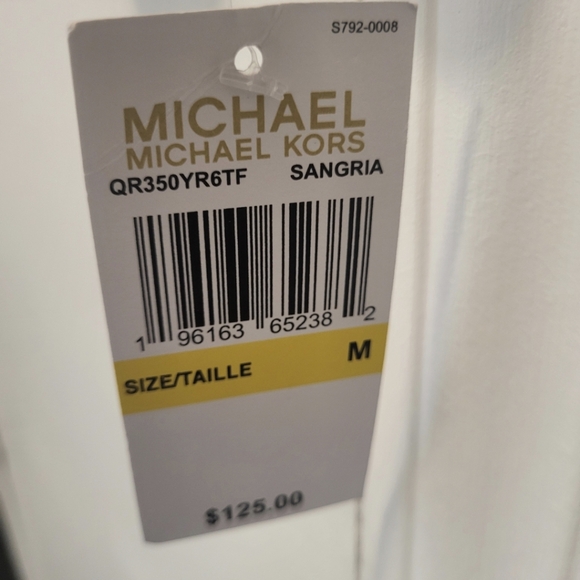 S792-0008
MICHAEL
MICHAEL KORS
QR350YR6TF SANGRIA
1 96163 65238 2
SIZE/TAILLE M
$125.00